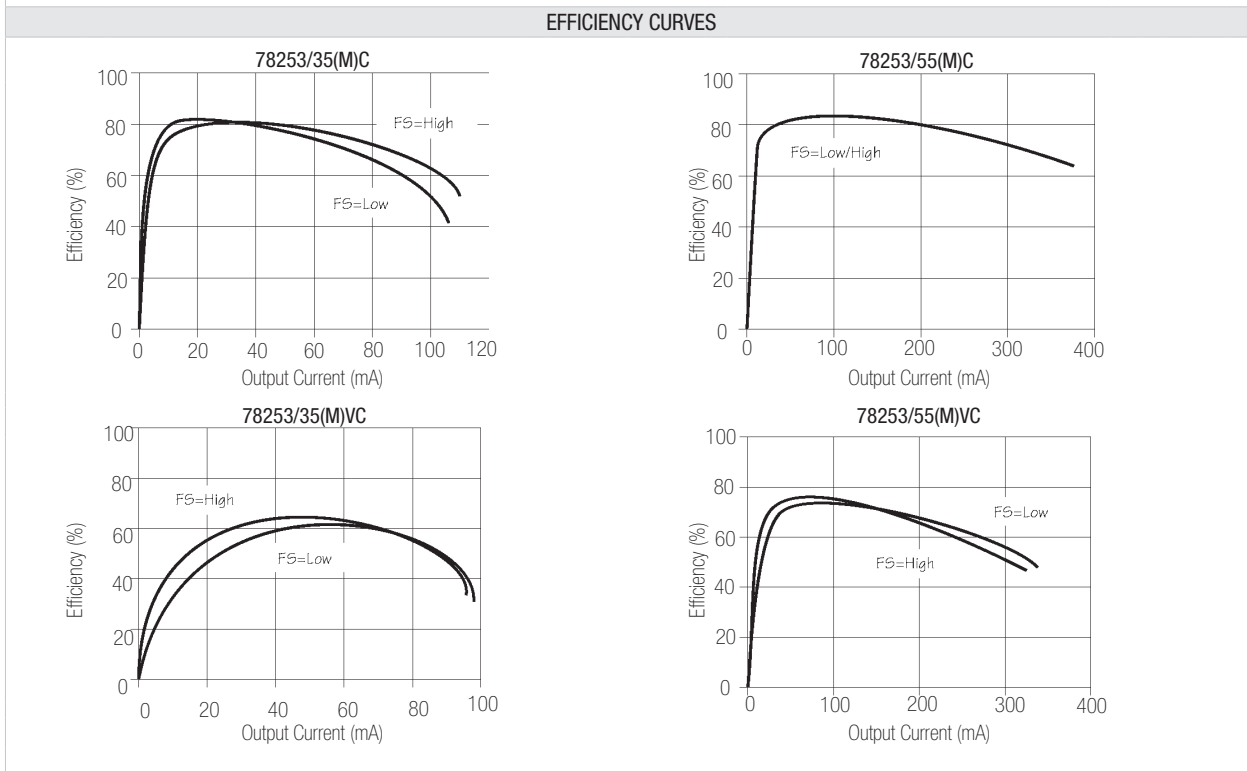 EFFICIENCY CURVES
78253/35(M)C
100
80
60
40
20
0
Efficiency (%)
FS=High
FS=Low
0 20 40 60 80 100 120
Output Current (mA)
78253/55(M)C
100
80
60
40
20
0
Efficiency (%)
FS=Low/High
0 100 200 300 400
Output Current (mA)
78253/35(M)VC
100
80
60
40
20
0
Efficiency (%)
FS=High
FS=Low
0 20 40 60 80 100
Output Current (mA)
78253/55(M)VC
100
80
60
40
20
0
Efficiency (%)
FS=Low
FS=High
0 100 200 300 400
Output Current (mA)